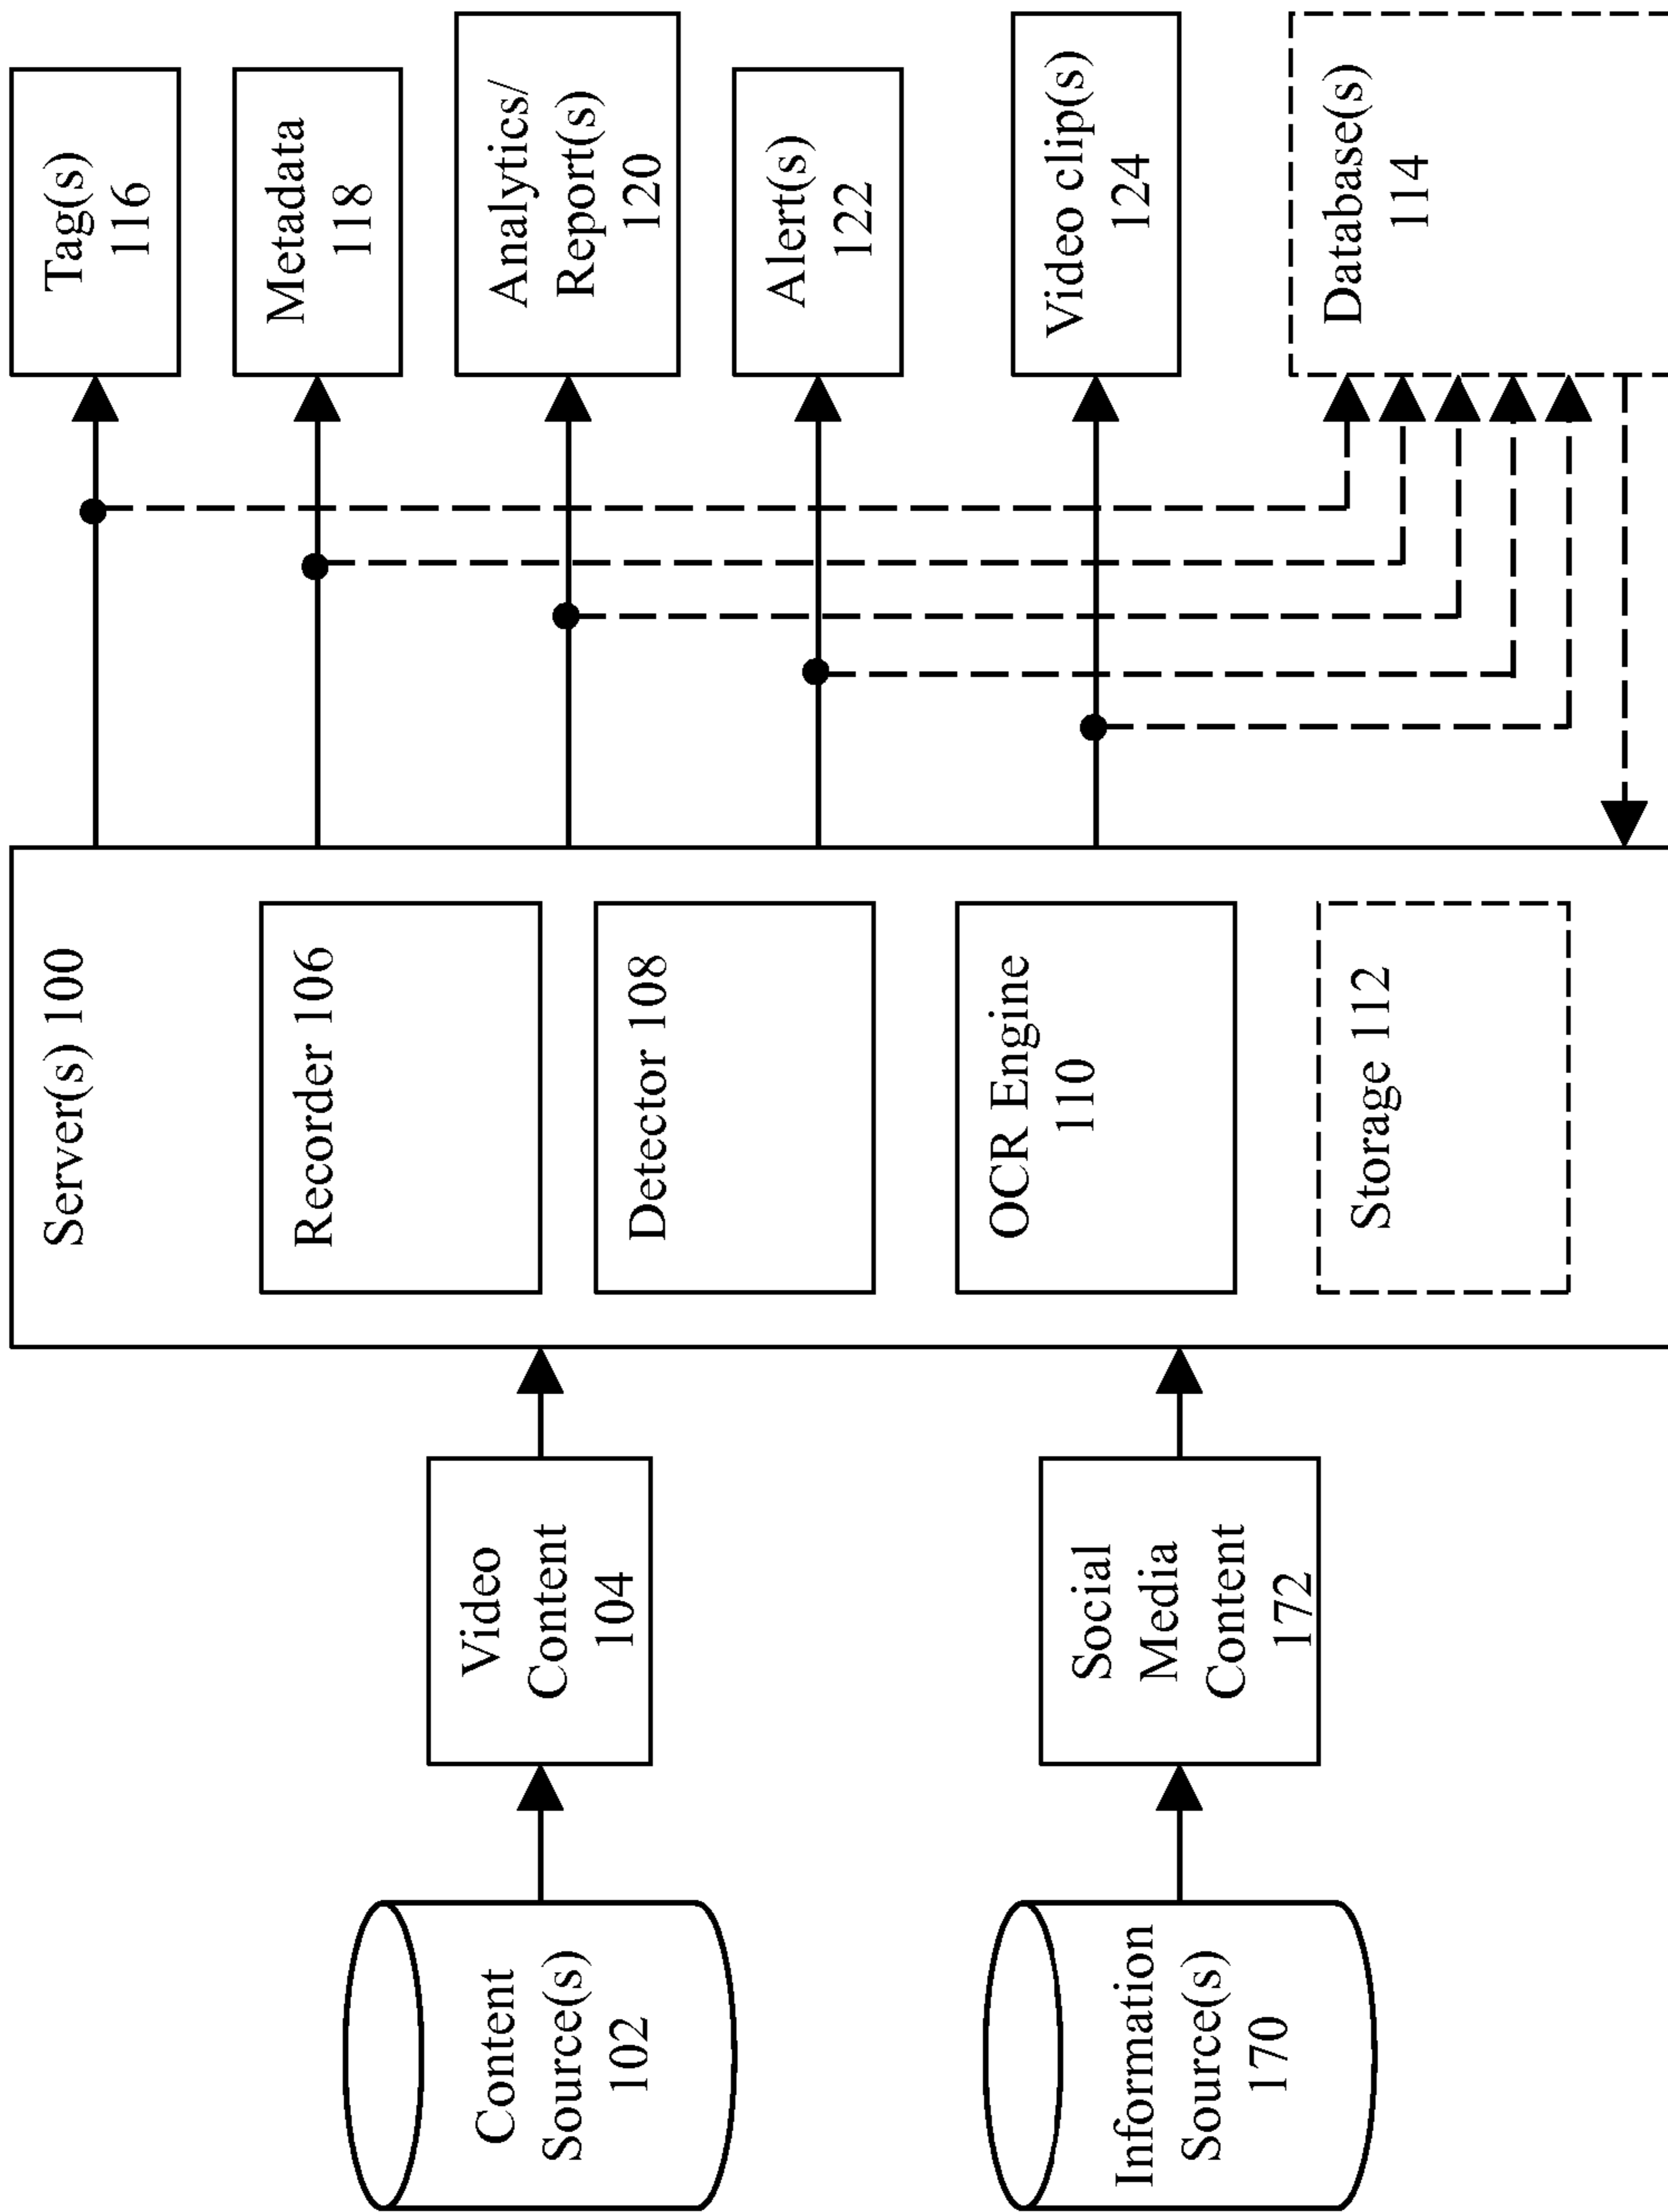 Content
Source(s)
102
Information
Source(s)
170
Video
Content
104
Social
Media
Content
172
Server(s) 100
Recorder 106
Detector 108
OCR Engine
110
Storage 112
Tag(s)
116
Metadata
118
Analytics/
Report(s)
120
Alert(s)
122
Video clip(s)
124
Database(s)
114